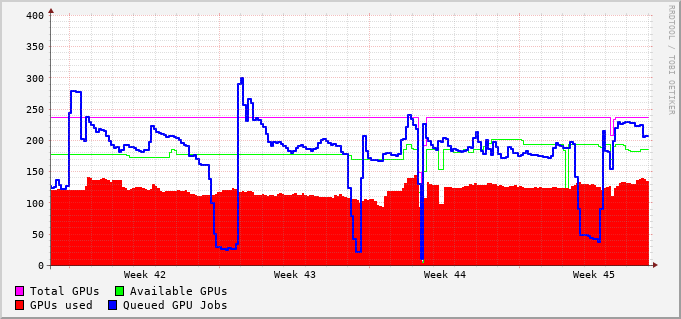 400
350
300
250
200
150
100
50
0
Week 42 Week 43 Week 44 Week 45
Total GPUs Available GPUs
GPUs used Queued GPU Jobs
RRDTOOL / TOBI OETIKER